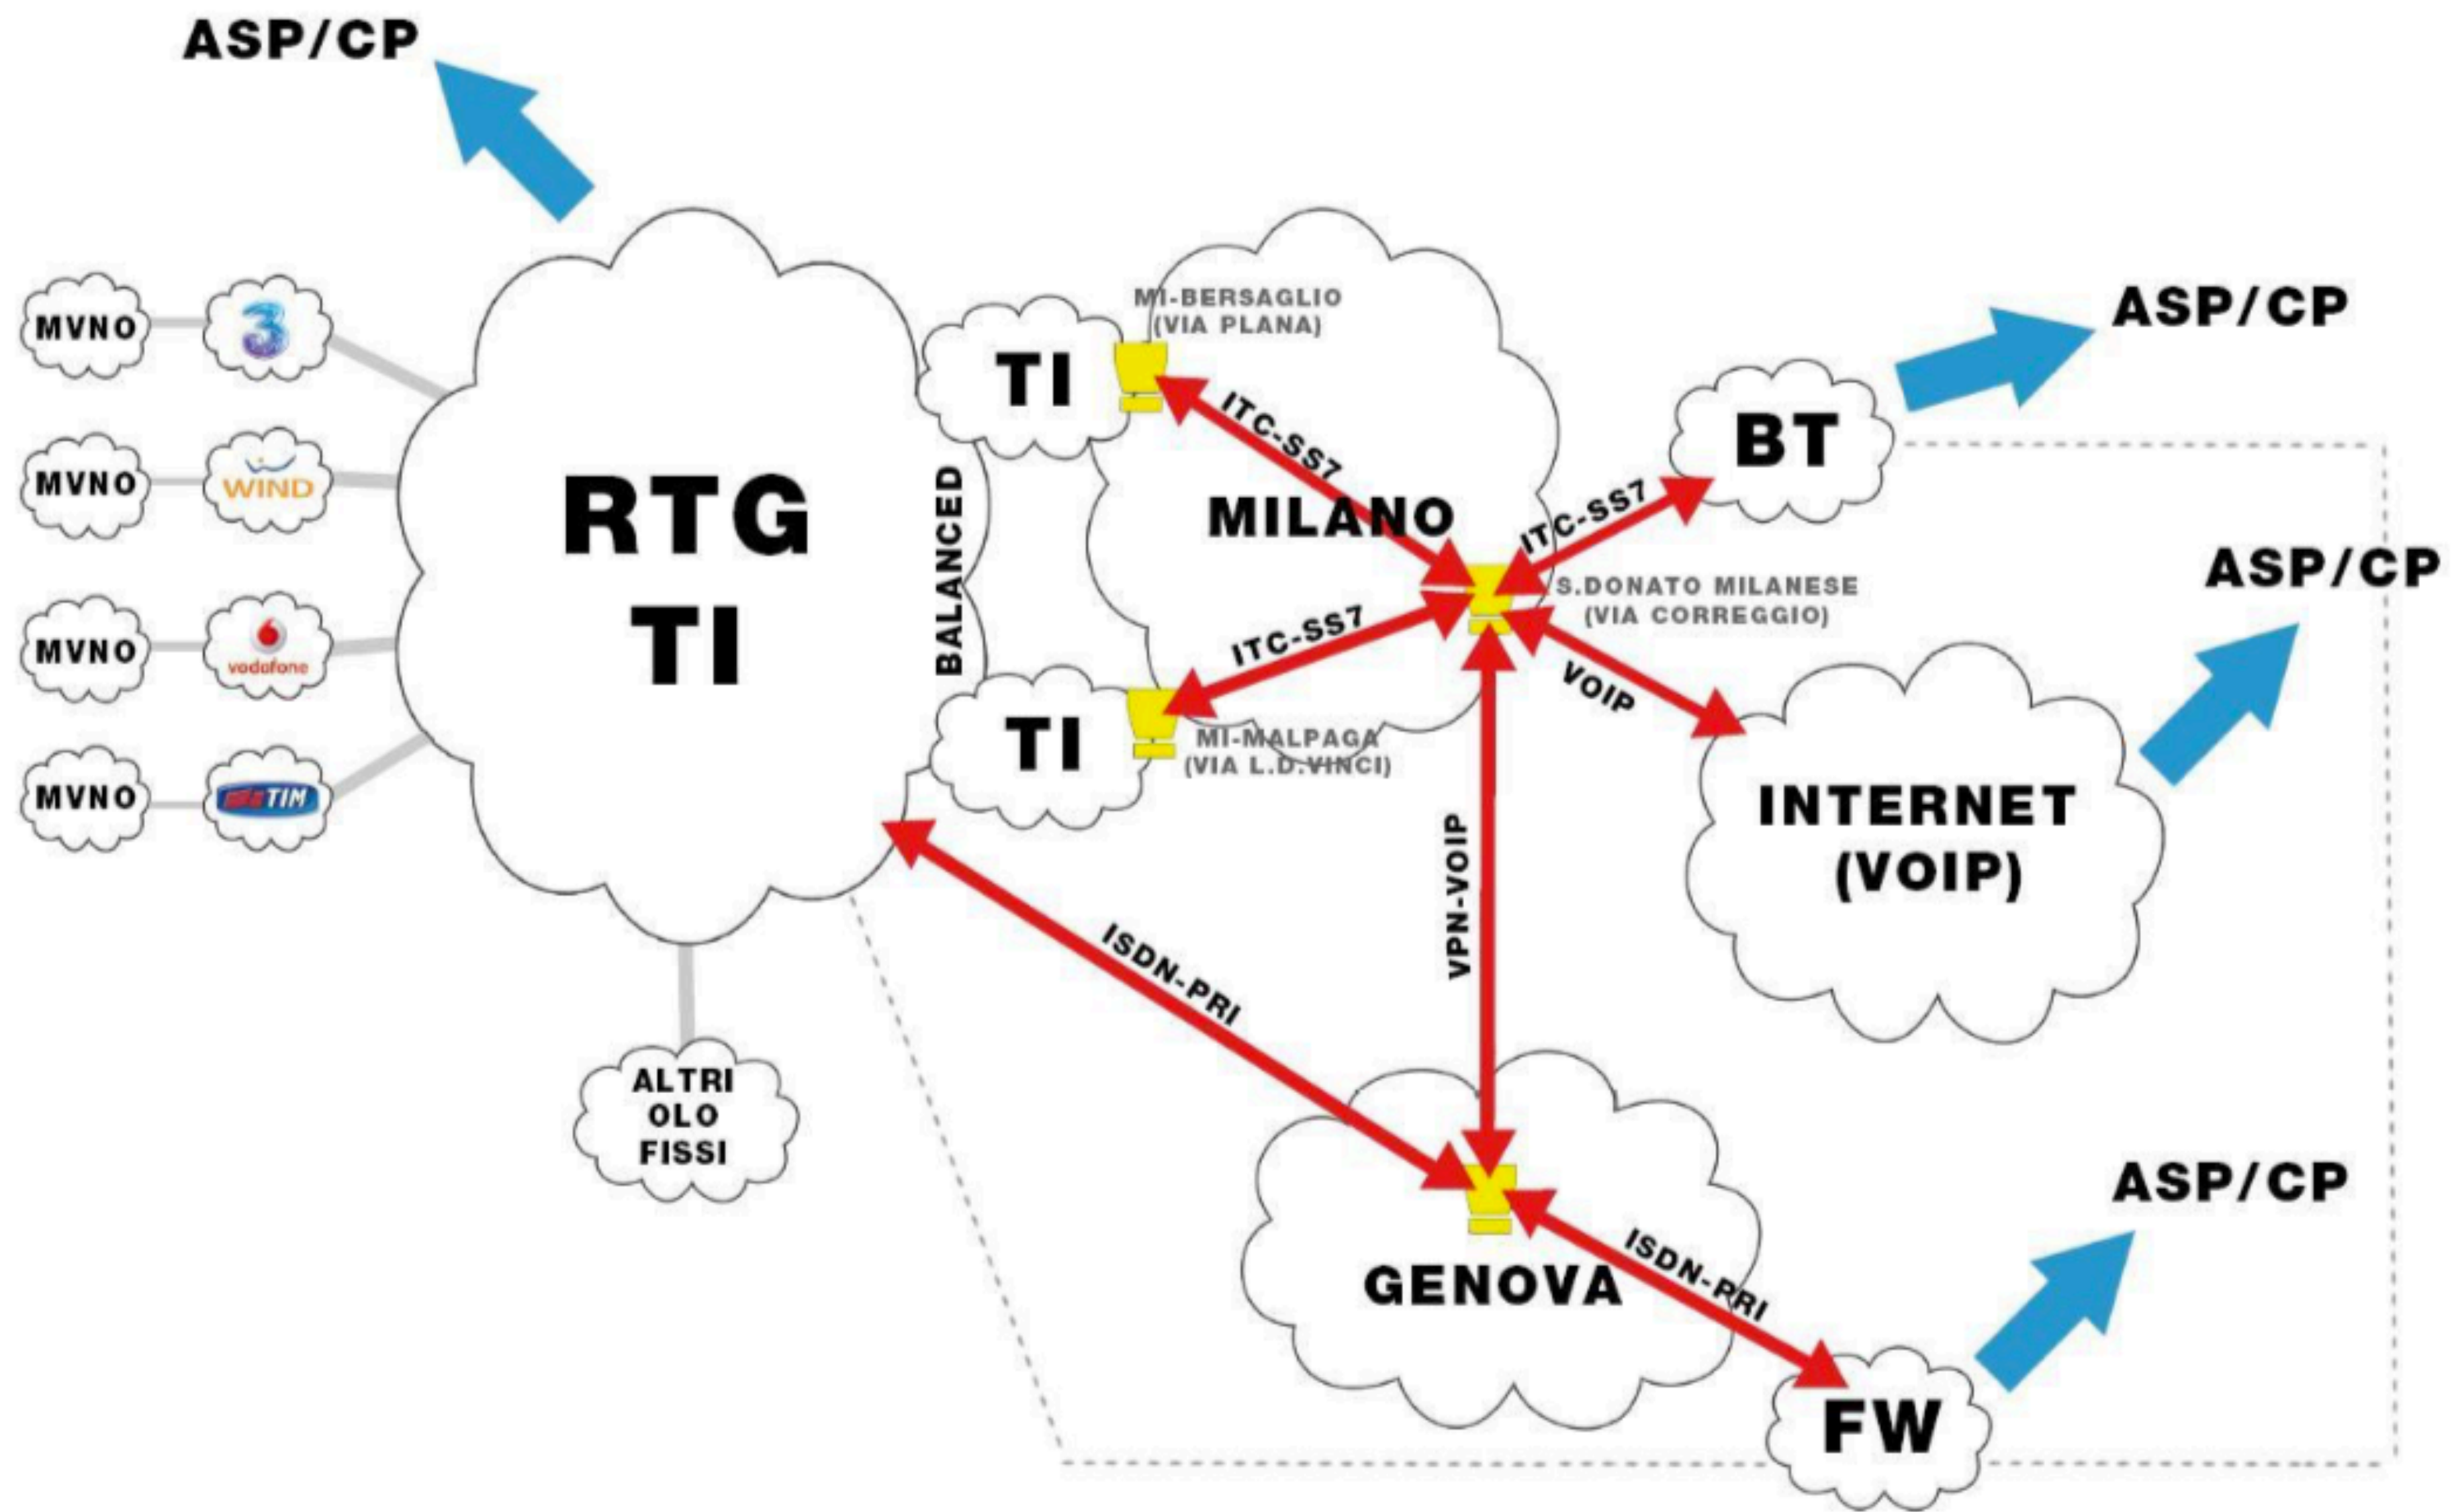 ASP/CP
MI-BERSAGLIO
(VIA PLANA)
ASP/CP
MVNO
3
TI
ITC-SS7
BT
MVNO
WIND
RTG
TI
BALANCED
MILANO
ITC-SS7
ASP/CP
S.DONATO MILANESE
(VIA CORREGGIO)
MVNO
vodafone
ITC-SS7
VOIP
TI
MI-MALPAGA
(VIA L.D.VINCI)
MVNO
TIM
INTERNET
(VOIP)
VPN-VOIP
ISDN-PRI
ALTRI
OLO
FISSI
ASP/CP
GENOVA
ISDN-PRI
FW